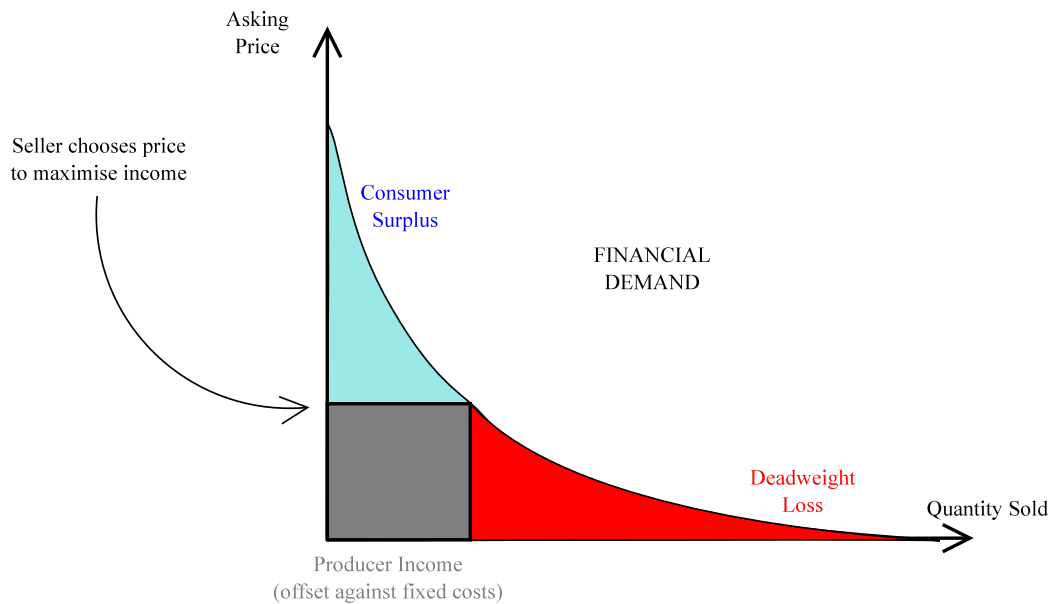 Asking
Price
Seller chooses price
to maximise income
Consumer
Surplus
FINANCIAL
DEMAND
Deadweight
Loss
Quantity Sold
Producer Income
(offset against fixed costs)